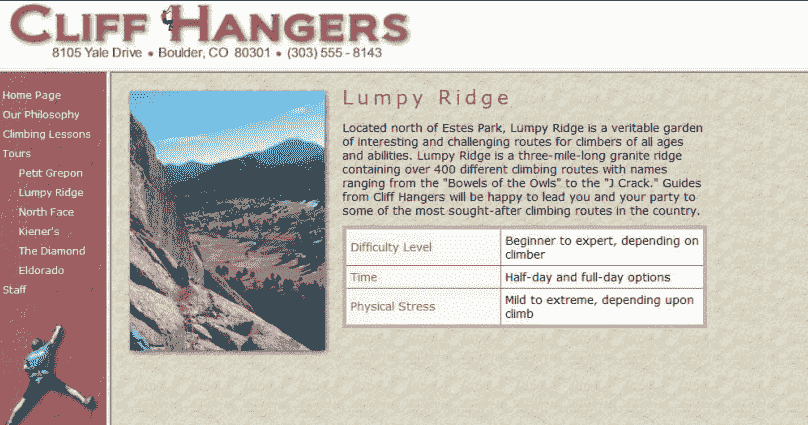 CLIFF HANGERS
8105 Yale Drive • Boulder, CO 80301 • (303) 555 - 8143
Home Page
Our Philosophy
Climbing Lessons
Tours
Petit Grepon
Lumpy Ridge
North Face
Kiener's
The Diamond
Eldorado
Staff
Lumpy Ridge
Located north of Estes Park, Lumpy Ridge is a veritable garden
of interesting and challenging routes for climbers of all ages
and abilities. Lumpy Ridge is a three-mile-long granite ridge
containing over 400 different climbing routes with names
ranging from the "Bowels of the Owls" to the "J Crack." Guides
from Cliff Hangers will be happy to lead you and your party to
some of the most sought-after climbing routes in the country.
Difficulty Level
Beginner to expert, depending on
climber
Time
Half-day and full-day options
Physical Stress
Mild to extreme, depending upon
climb